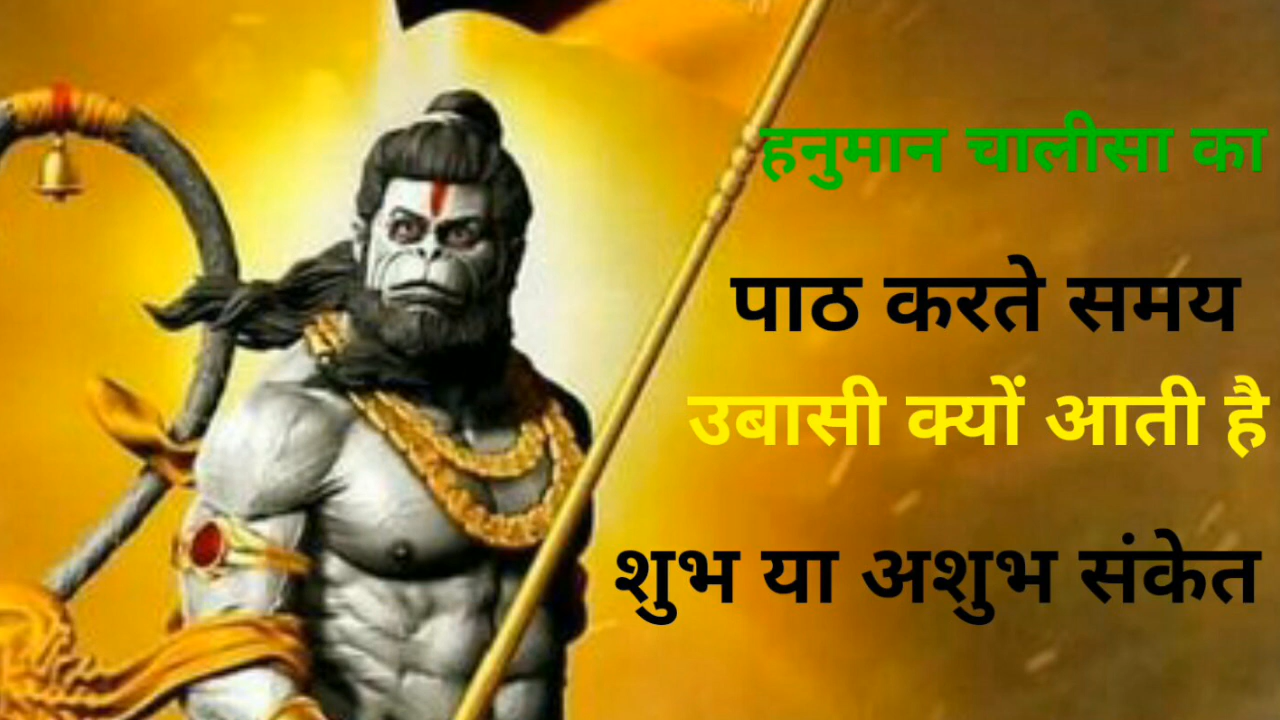 हनुमान चालीसा का
पाठ करते समय
उबासी क्यों आती है
शुभ या अशुभ संकेत